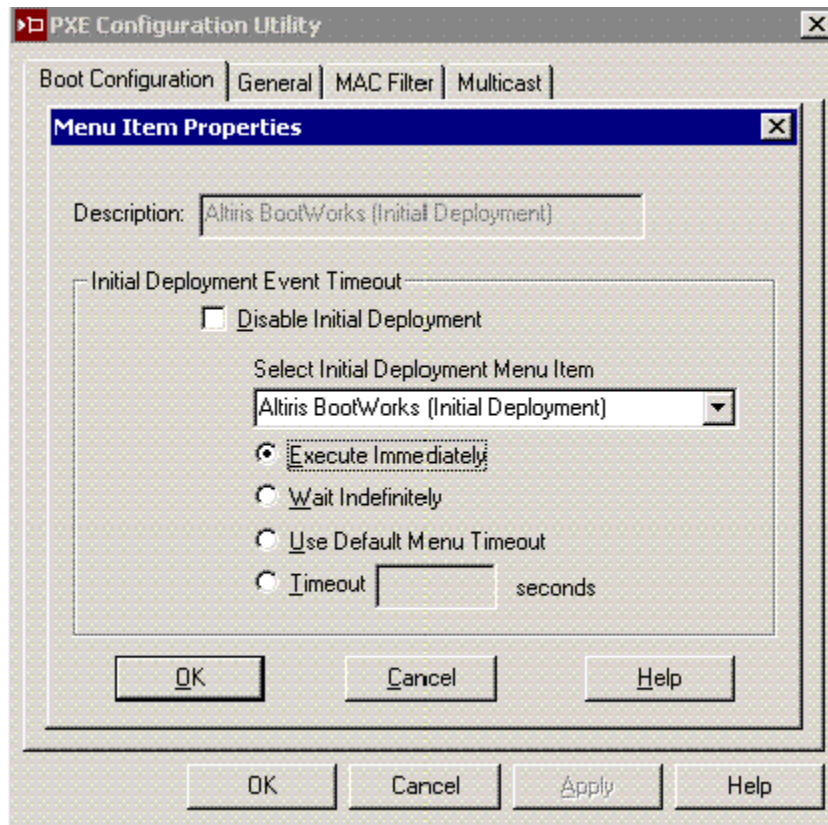 PXE Configuration Utility
Boot Configuration General MAC Filter Multicast
Menu Item Properties
Description: Altiris BootWorks (Initial Deployment)
Initial Deployment Event Timeout
Disable Initial Deployment
Select Initial Deployment Menu Item
Altiris BootWorks (Initial Deployment)
Execute Immediately
Wait Indefinitely
Use Default Menu Timeout
Timeout seconds
OK Cancel Help
OK Cancel Apply Help